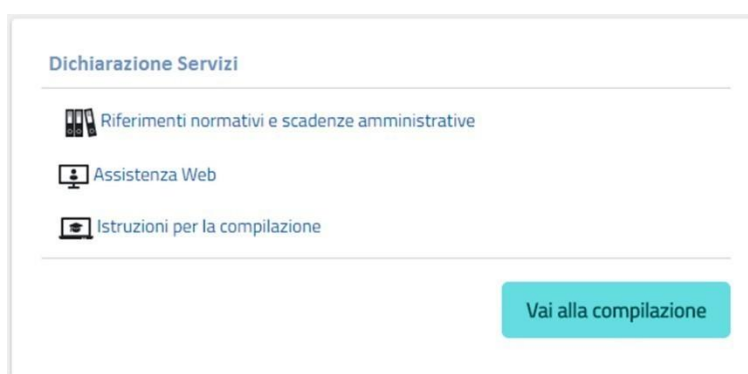 Dichiarazione Servizi
Riferimenti normativi e scadenze amministrative
Assistenza Web
Istruzioni per la compilazione
Vai alla compilazione